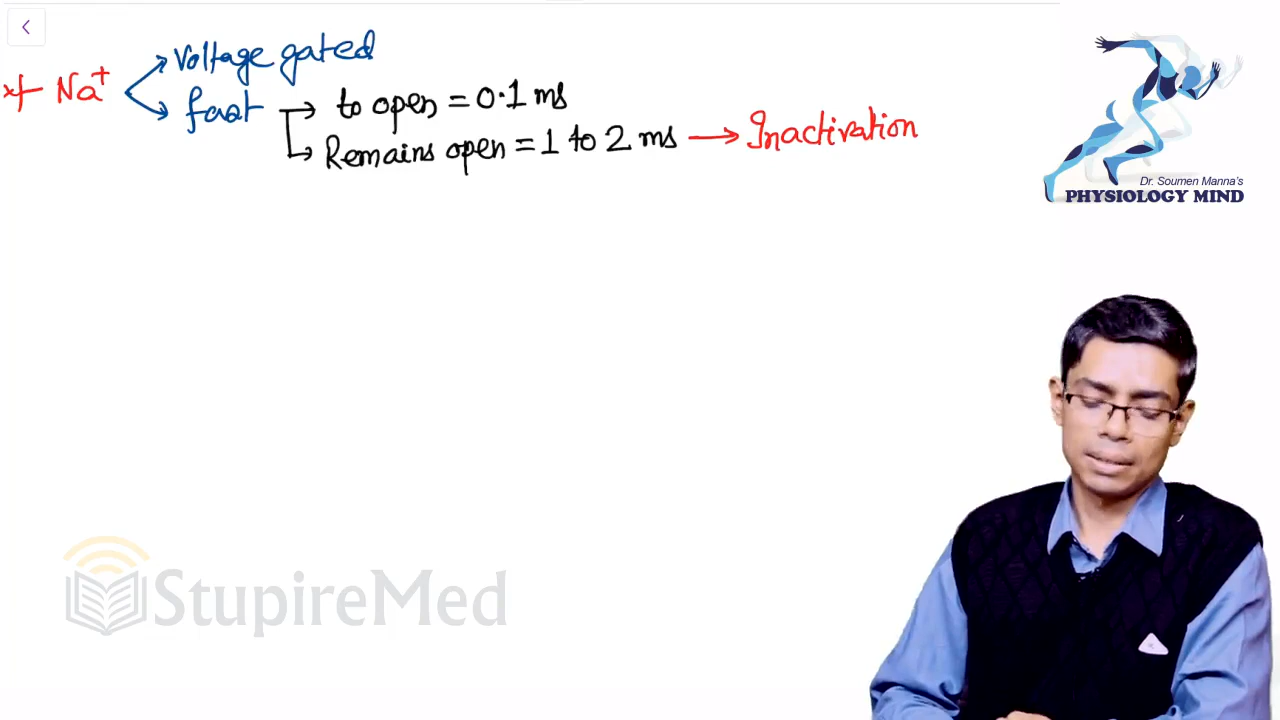 * Na+
Voltage gated
fast → to open = 0.1 ms
Remains open = 1 to 2 ms → Inactivation
Dr. Soumen Manna's
PHYSIOLOGY MIND
StupireMed